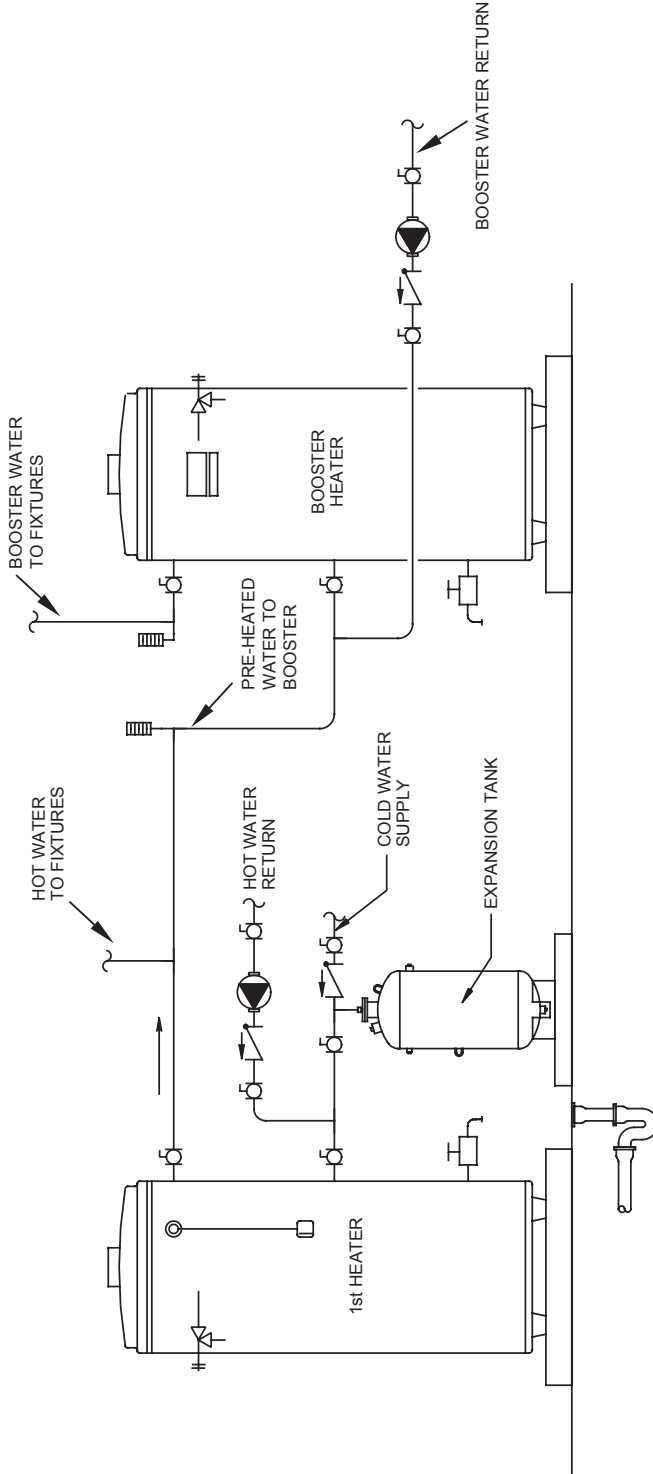 HOT WATER
TO FIXTURES
BOOSTER WATER
TO FIXTURES
PRE-HEATED
WATER TO
BOOSTER
HOT WATER
RETURN
COLD WATER
SUPPLY
1st HEATER
EXPANSION TANK
BOOSTER
HEATER
BOOSTER WATER RETURN